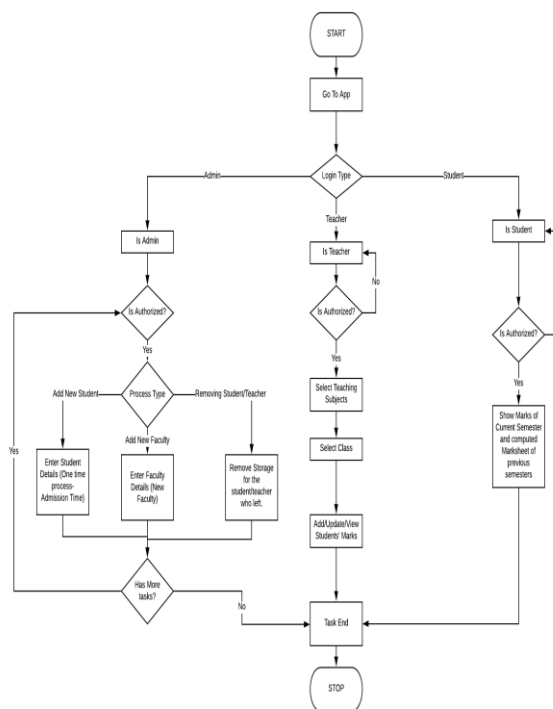 START
Go To App
Login Type
Admin
Student
Teacher
Is Admin
Is Teacher
Is Student
No
Is Authorized?
Is Authorized?
Is Authorized?
Yes
Yes
Yes
Process Type
Add New Student
Removing Student/Teacher
Add New Faculty
Yes
Select Teaching
Subjects
Show Marks of
Current Semester
and computed
Marksheet of
previous
semesters
Enter Student
Details (One time
process-
Admission Time)
Enter Faculty
Details (New
Faculty)
Remove Storage
for the
student/teacher
who left.
Select Class
Add/Update/View
Students' Marks
Has More
tasks?
No
Task End
STOP